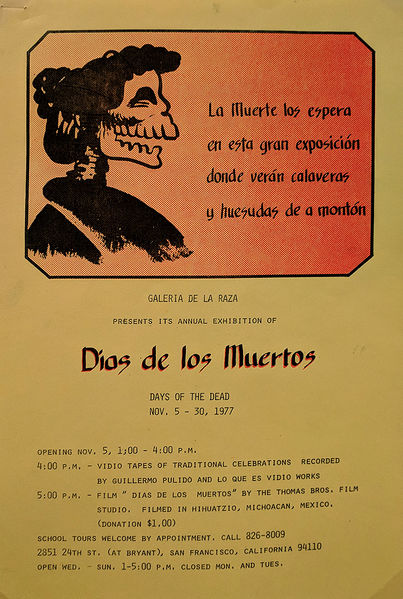 La Muerte los espera
en esta gran exposición
donde verán calaveras
y huesudas de a montón
GALERIA DE LA RAZA
PRESENTS ITS ANNUAL EXHIBITION OF
Dias de los Muertos
DAYS OF THE DEAD
NOV. 5 - 30, 1977
OPENING NOV. 5, 1;00 - 4:00 P.M.
4:00 P.M. - VIDIO TAPES OF TRADITIONAL CELEBRATIONS RECORDED
BY GUILLERMO PULIDO AND LO QUE ES VIDIO WORKS
5:00 P.M. - FILM " DIAS DE LOS MUERTOS" BY THE THOMAS BROS. FILM
STUDIO. FILMED IN HIHUATZIO, MICHOACAN, MEXICO.
(DONATION $1.00)
SCHOOL TOURS WELCOME BY APPOINTMENT. CALL 826-8009
2851 24TH ST. (AT BRYANT), SAN FRANCISCO, CALIFORNIA 94110
OPEN WED. - SUN. 1-5:00 P.M. CLOSED MON. AND TUES.